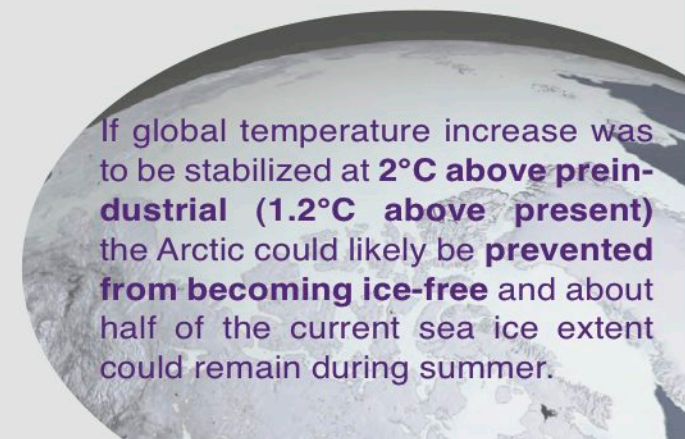 If global temperature increase was
to be stabilized at 2°C above prein-
dustrial (1.2°C above present)
the Arctic could likely be prevented
from becoming ice-free and about
half of the current sea ice extent
could remain during summer.